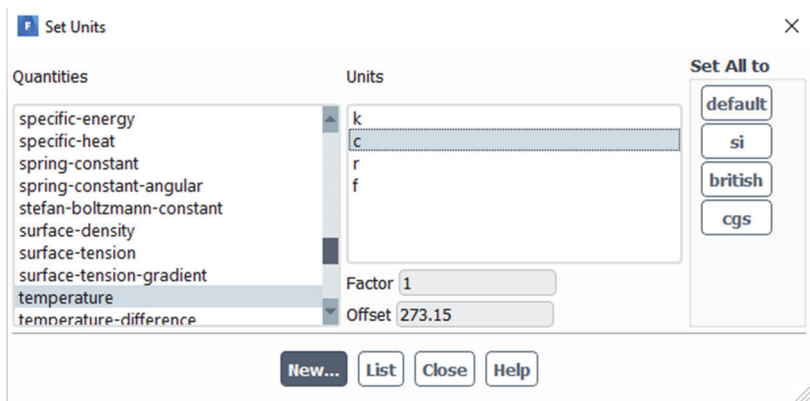 F Set Units
Quantities
specific-energy
specific-heat
spring-constant
spring-constant-angular
stefan-boltzmann-constant
surface-density
surface-tension
surface-tension-gradient
temperature
temperature-difference
Units
k
c
r
f
Factor 1
Offset 273.15
Set All to
default
si
british
cgs
New... List Close Help